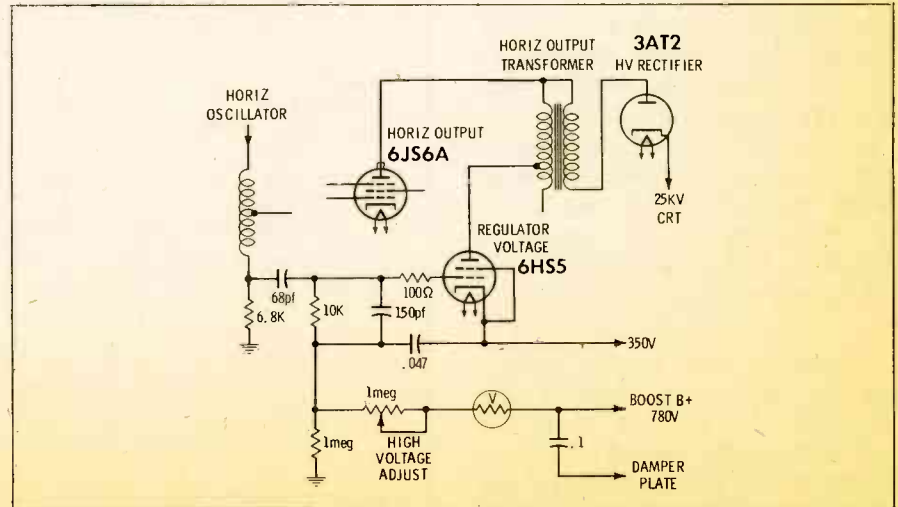 HORIZ OUTPUT
TRANSFORMER
3AT2
HV RECTIFIER
HORIZ
OSCILLATOR
HORIZ OUTPUT
6JS6A
25KV
CRT
REGULATOR
VOLTAGE
6HS5
68pf
6.8K
10K
150pf
100Ω
.047
350V
1meg
V
BOOST B+
780V
1meg
HIGH
VOLTAGE
ADJUST
.1
DAMPER
PLATE